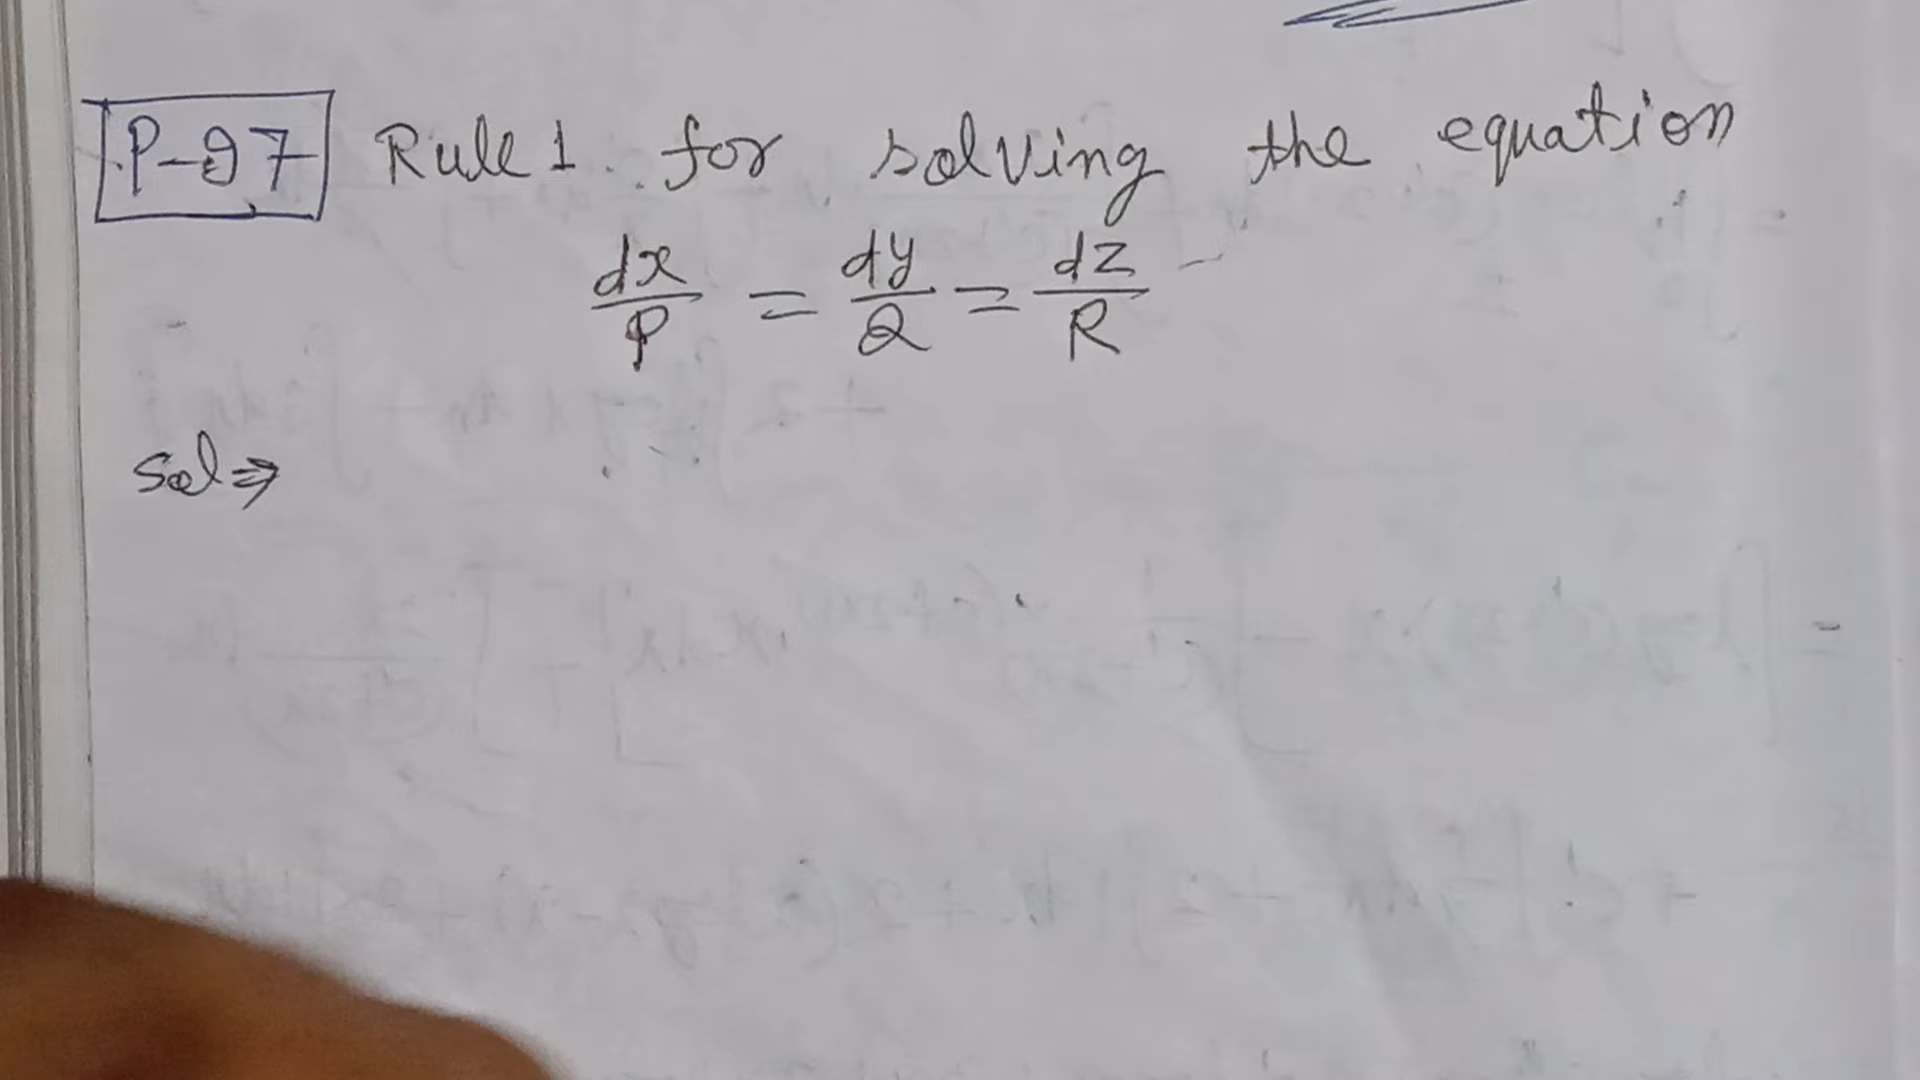 P-97 Rule 1. for solving the equation
dx/P = dy/Q = dz/R
Sol⇒